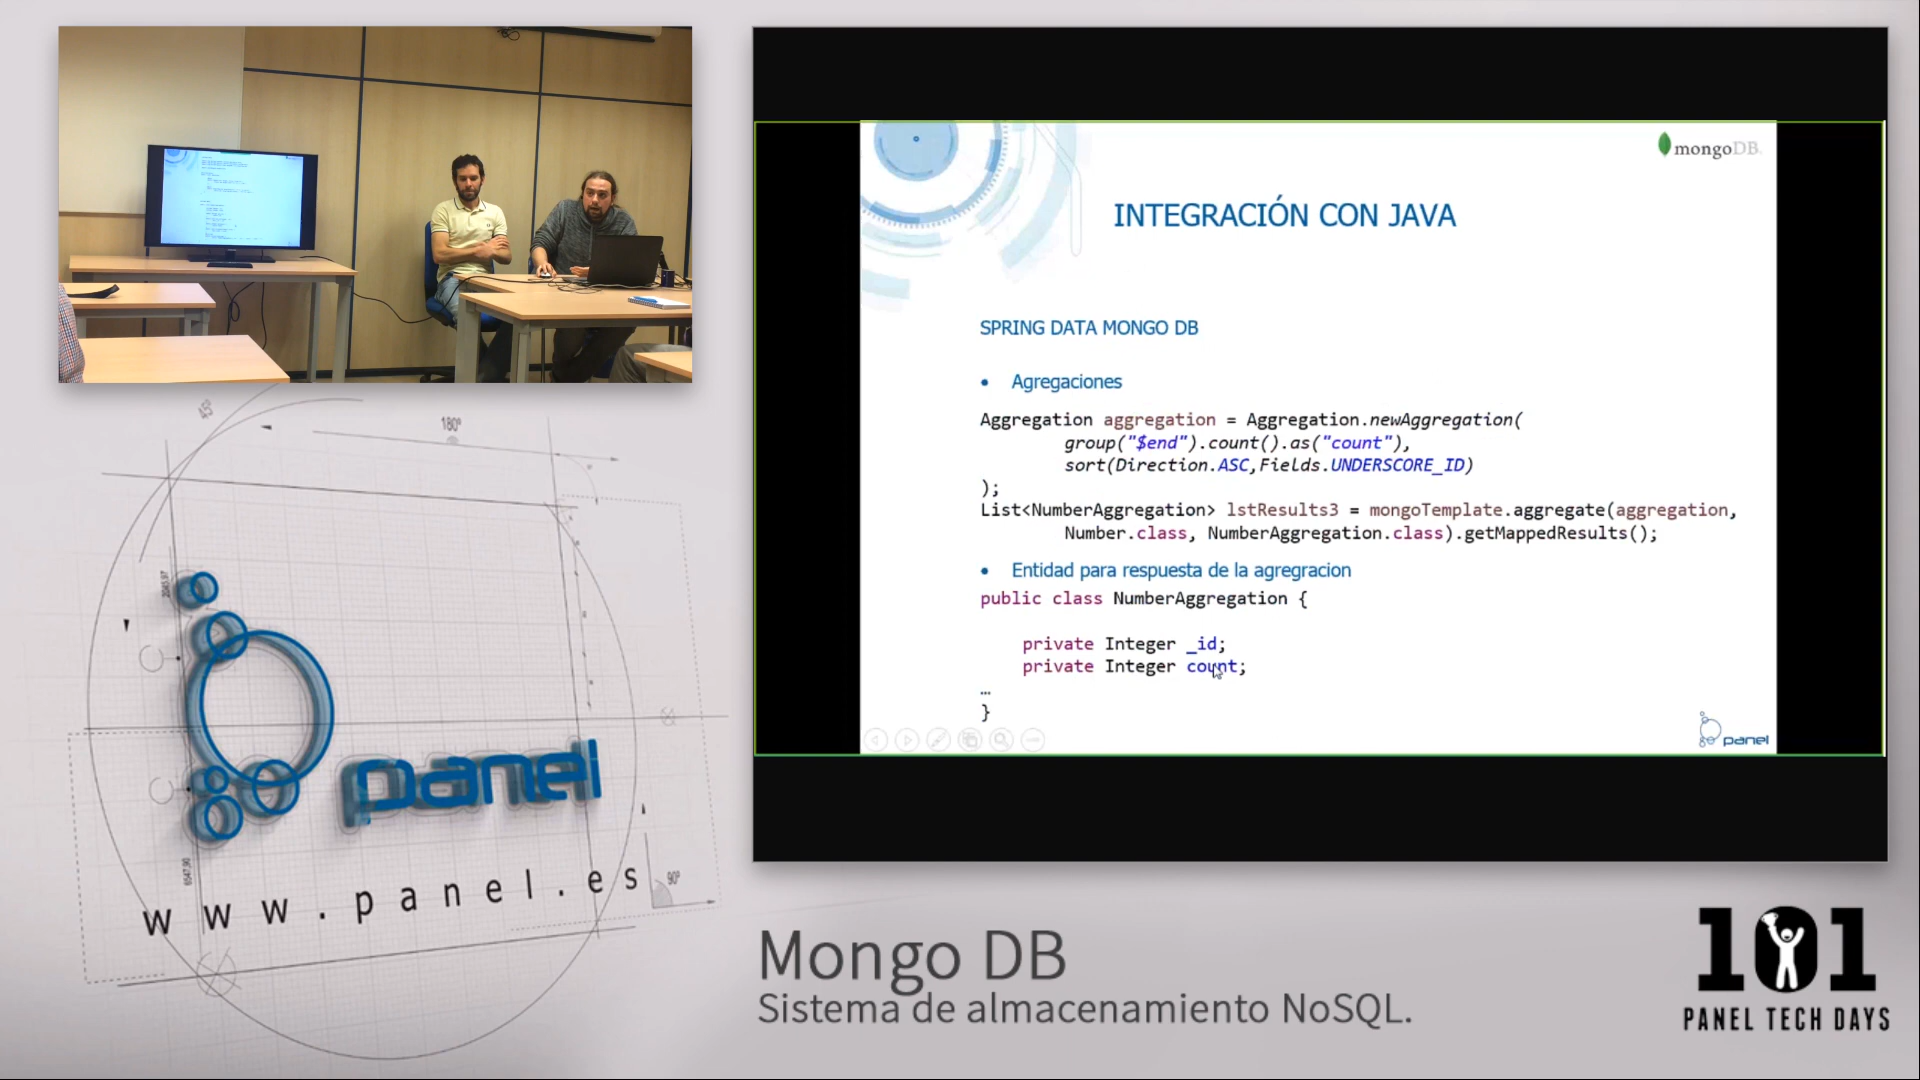 mongoDB.
INTEGRACIÓN CON JAVA
SPRING DATA MONGO DB
• Agregaciones
Aggregation aggregation = Aggregation.newAggregation(
group("$end").count().as("count"),
sort(Direction.ASC,Fields.UNDERSCORE_ID)
);
List<NumberAggregation> lstResults3 = mongoTemplate.aggregate(aggregation,
Number.class, NumberAggregation.class).getMappedResults();
• Entidad para respuesta de la agregracion
public class NumberAggregation {
private Integer _id;
private Integer count;
…
}
panel
45º
180º
panel
www.panel.es
90º
Mongo DB
Sistema de almacenamiento NoSQL.
101
PANEL TECH DAYS